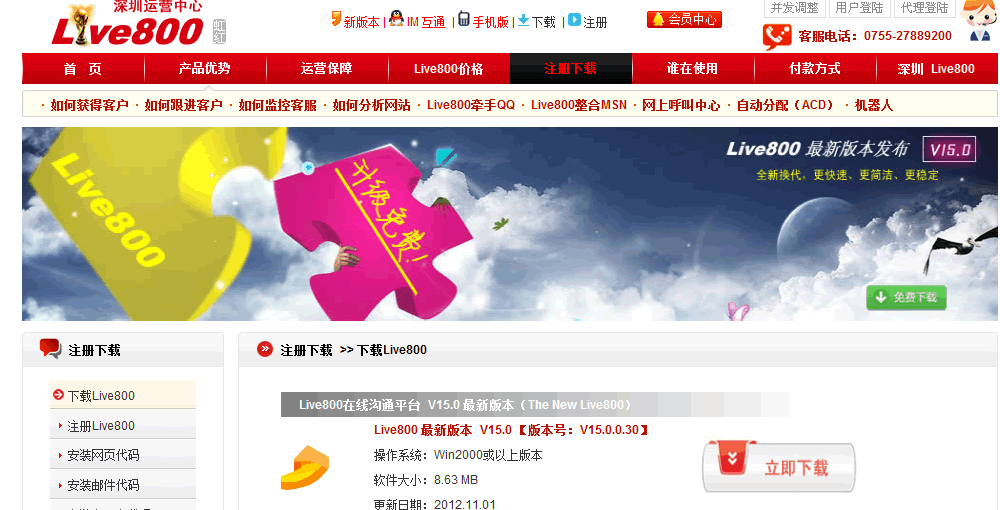 深圳运营中心
Live800
新版本 | IM 互通 | 手机版 | 下载 | 注册
会员中心
并发调整 用户登陆 代理登陆
客服电话：0755-27889200
首 页 产品优势 运营保障 Live800价格 注册下载 谁在使用 付款方式 深圳 Live800
· 如何获得客户 · 如何跟进客户 · 如何监控客服 · 如何分析网站 · Live800牵手QQ · Live800整合MSN · 网上呼叫中心 · 自动分配（ACD） · 机器人
Live800
升级免费!
Live800 最新版本发布 V15.0
全新换代，更快速、更简洁、更稳定
免费下载
注册下载
注册下载 >> 下载Live800
下载Live800
注册Live800
安装网页代码
安装邮件代码
Live800在线沟通平台 V15.0 最新版本（The New Live800）
Live800 最新版本 V15.0【版本号：V15.0.0.30】
操作系统：Win2000或以上版本
软件大小：8.63 MB
更新日期：2012.11.01
立即下载